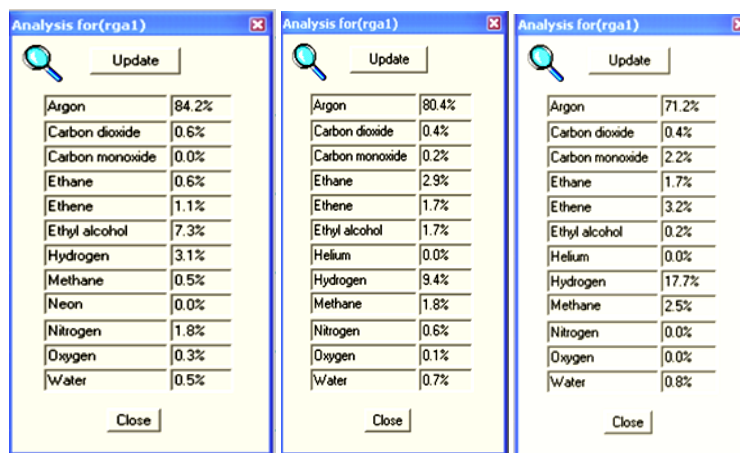 Analysis for(rga1)
Update
Argon 84.2%
Carbon dioxide 0.6%
Carbon monoxide 0.0%
Ethane 0.6%
Ethene 1.1%
Ethyl alcohol 7.3%
Hydrogen 3.1%
Methane 0.5%
Neon 0.0%
Nitrogen 1.8%
Oxygen 0.3%
Water 0.5%
Close
Analysis for(rga1)
Update
Argon 80.4%
Carbon dioxide 0.4%
Carbon monoxide 0.2%
Ethane 2.9%
Ethene 1.7%
Ethyl alcohol 1.7%
Helium 0.0%
Hydrogen 9.4%
Methane 1.8%
Nitrogen 0.6%
Oxygen 0.1%
Water 0.7%
Close
Analysis for(rga1)
Update
Argon 71.2%
Carbon dioxide 0.4%
Carbon monoxide 2.2%
Ethane 1.7%
Ethene 3.2%
Ethyl alcohol 0.2%
Helium 0.0%
Hydrogen 17.7%
Methane 2.5%
Nitrogen 0.0%
Oxygen 0.0%
Water 0.8%
Close